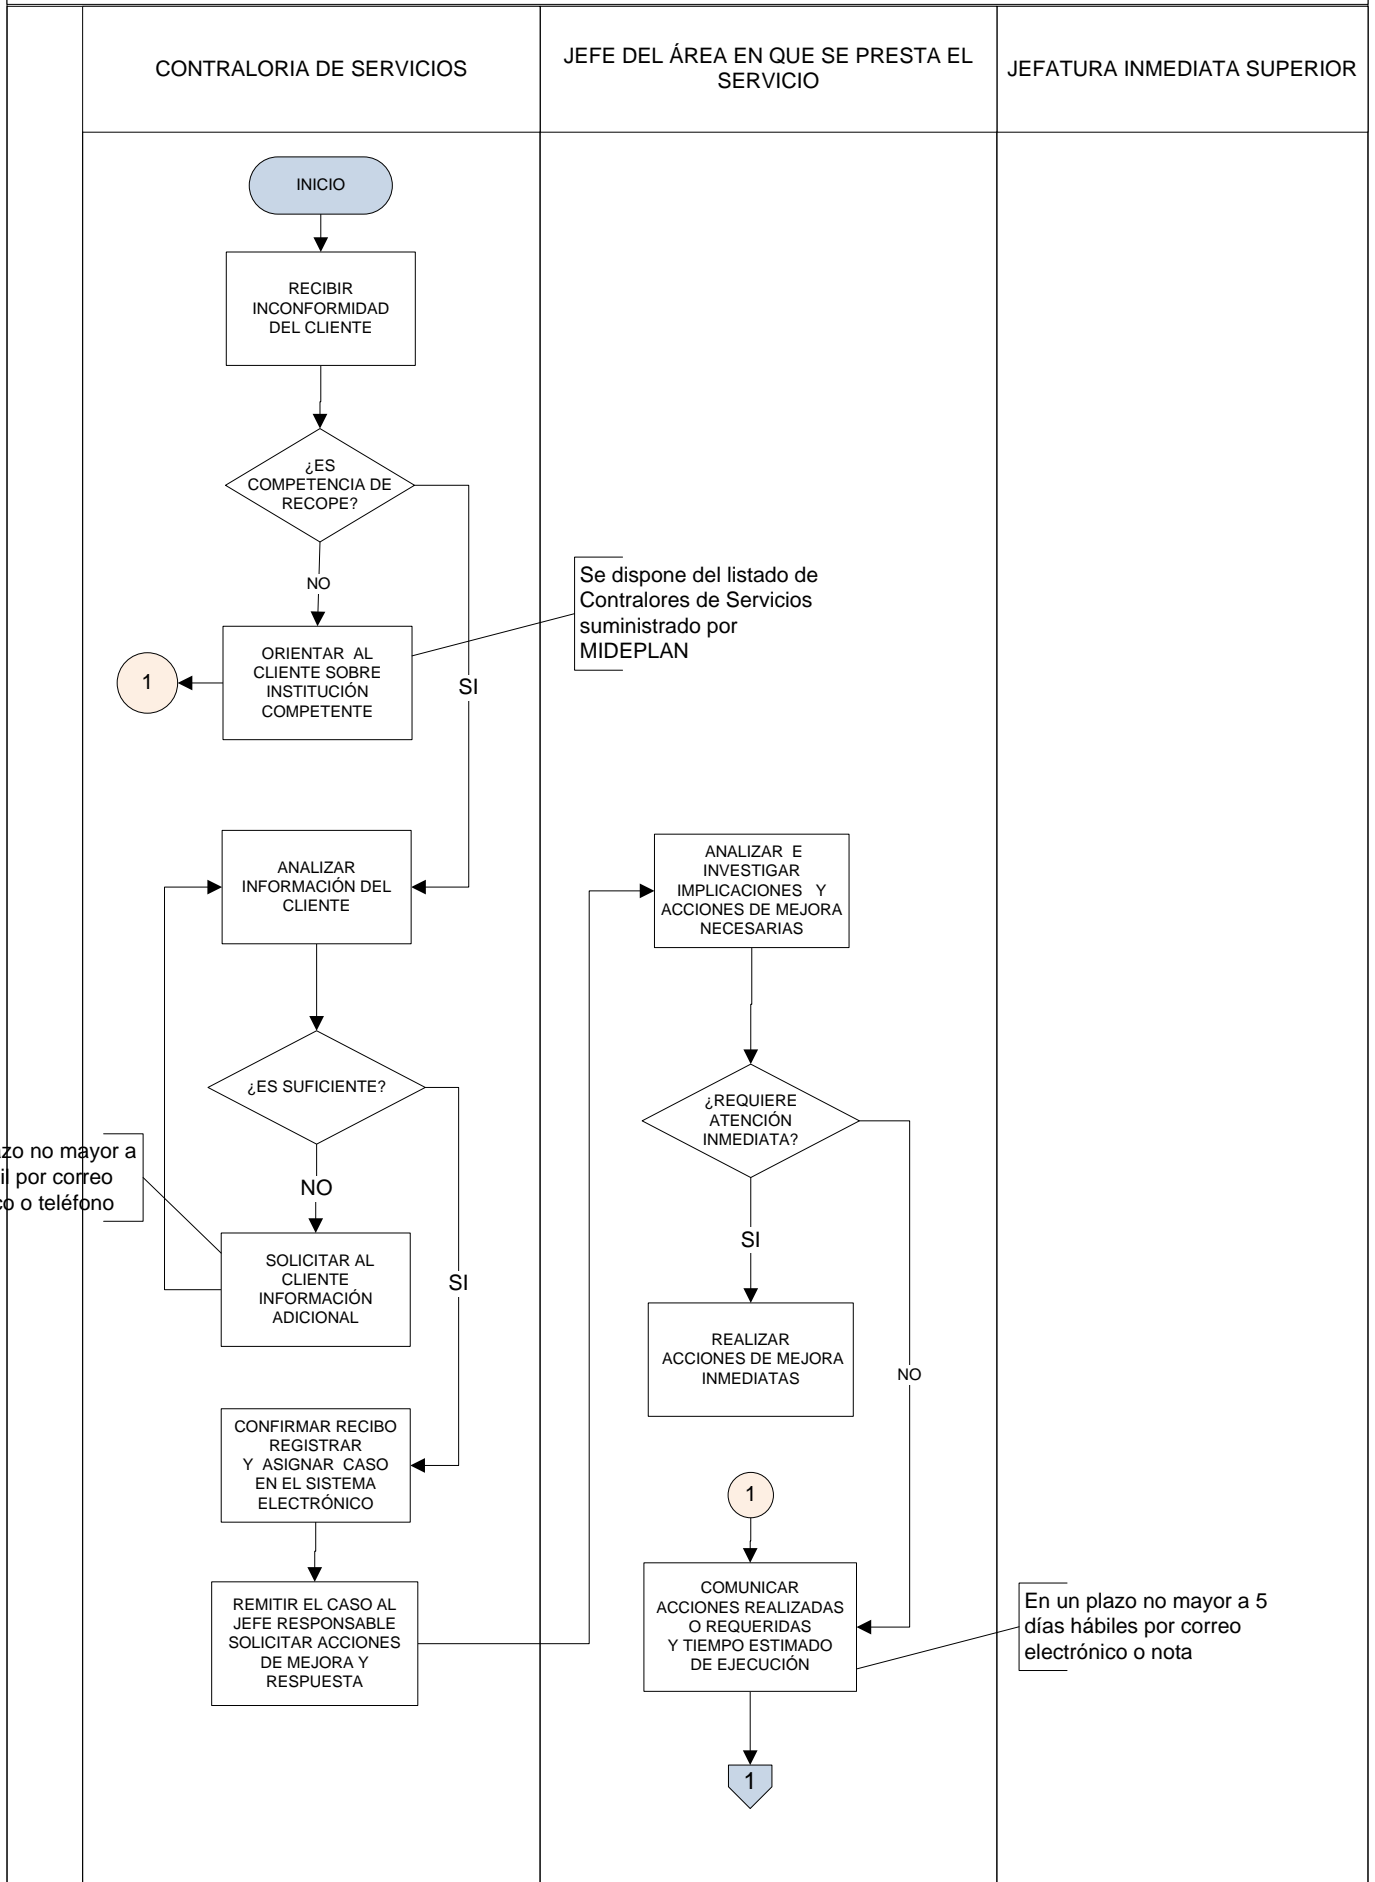 CONTRALORIA DE SERVICIOS
JEFE DEL ÁREA EN QUE SE PRESTA EL
SERVICIO
JEFATURA INMEDIATA SUPERIOR
INICIO
RECIBIR
INCONFORMIDAD
DEL CLIENTE
¿ES
COMPETENCIA DE
RECOPE?
NO
SI
ORIENTAR AL
CLIENTE SOBRE
INSTITUCIÓN
COMPETENTE
1
Se dispone del listado de
Contralores de Servicios
suministrado por
MIDEPLAN
ANALIZAR
INFORMACIÓN DEL
CLIENTE
¿ES SUFICIENTE?
NO
SI
no mayor a
por correo
o teléfono
SOLICITAR AL
CLIENTE
INFORMACIÓN
ADICIONAL
CONFIRMAR RECIBO
REGISTRAR
Y ASIGNAR CASO
EN EL SISTEMA
ELECTRÓNICO
REMITIR EL CASO AL
JEFE RESPONSABLE
SOLICITAR ACCIONES
DE MEJORA Y
RESPUESTA
ANALIZAR E
INVESTIGAR
IMPLICACIONES Y
ACCIONES DE MEJORA
NECESARIAS
¿REQUIERE
ATENCIÓN
INMEDIATA?
SI
NO
REALIZAR
ACCIONES DE MEJORA
INMEDIATAS
1
COMUNICAR
ACCIONES REALIZADAS
O REQUERIDAS
Y TIEMPO ESTIMADO
DE EJECUCIÓN
En un plazo no mayor a 5
días hábiles por correo
electrónico o nota
1